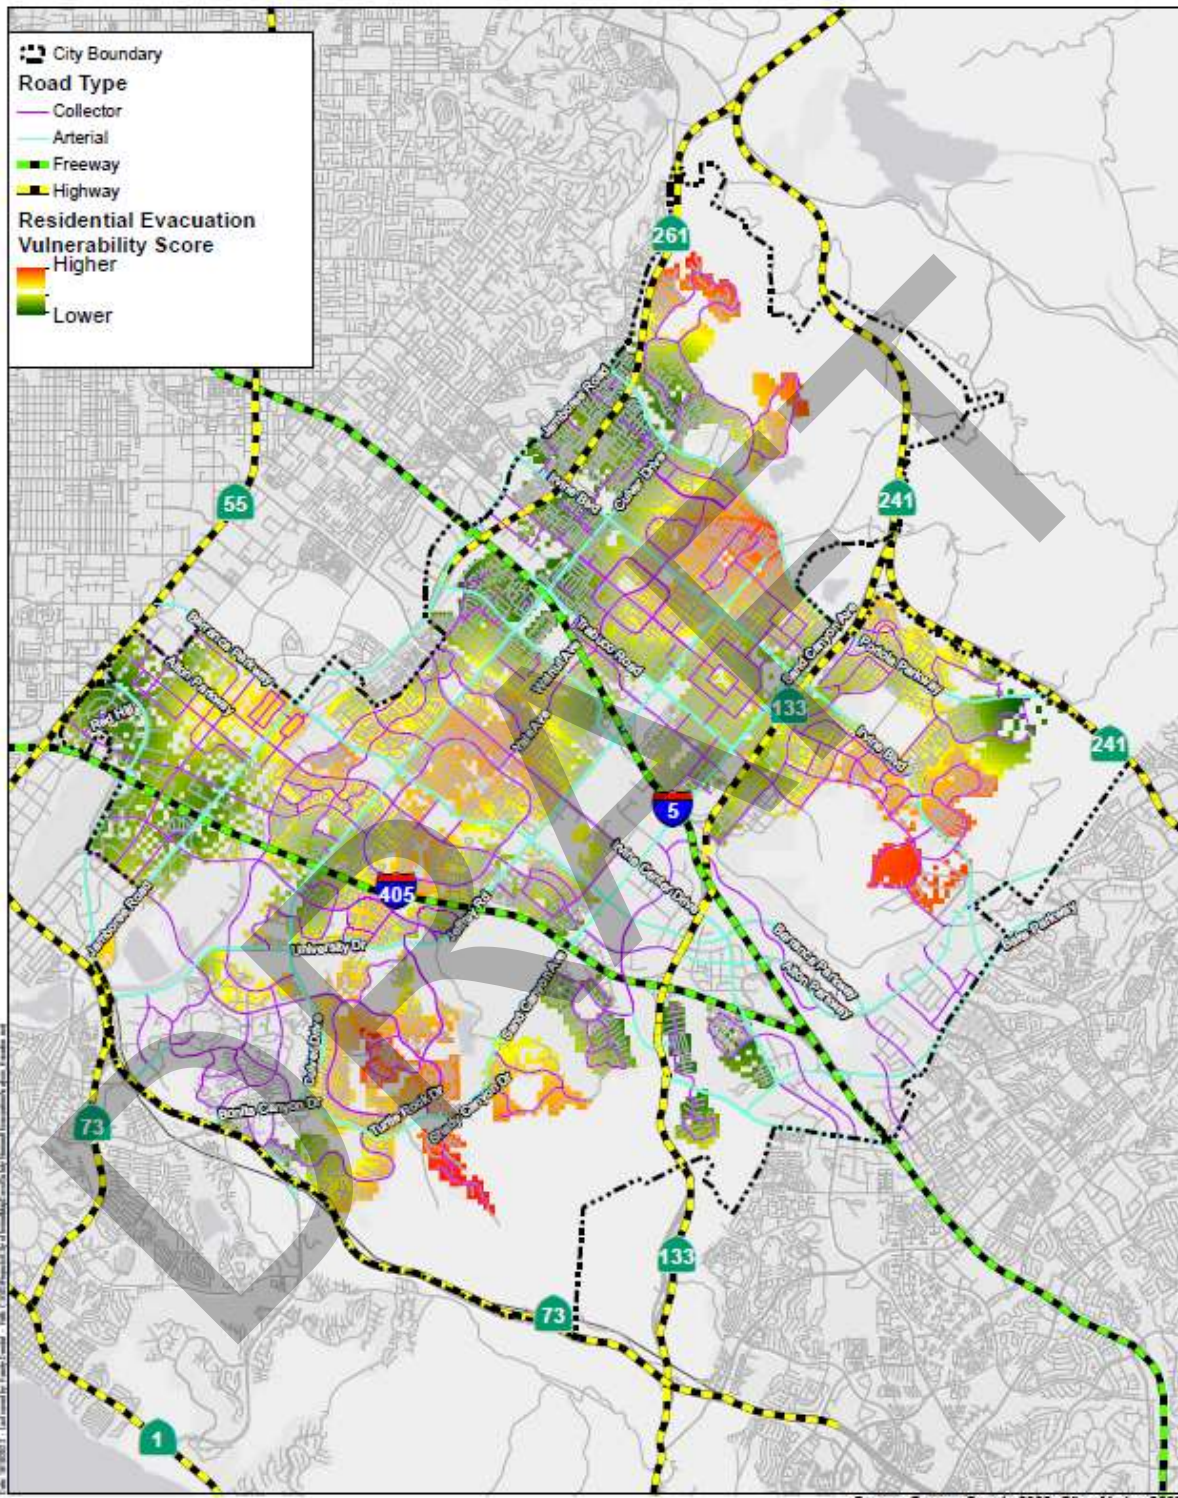 City Boundary
Road Type
Collector
Arterial
Freeway
Highway
Residential Evacuation
Vulnerability Score
Higher
Lower
261
Jamboree Road
Irvine Blvd
Culver Drive
55
241
Barranca Parkway
Alton Parkway
Red Hill
Walnut Ave
Trabuco Road
Yale Ave
Sand Canyon Ave
Portola Parkway
133
Irvine Blvd
241
5
405
Irvine Center Drive
Jeffrey Rd
University Dr
Jamboree Road
Sand Canyon Ave
Barranca Parkway
Alton Parkway
Culver Drive
Bonita Canyon Dr
Turtle Rock Dr
Shady Canyon Dr
73
133
73
1
DRAFT